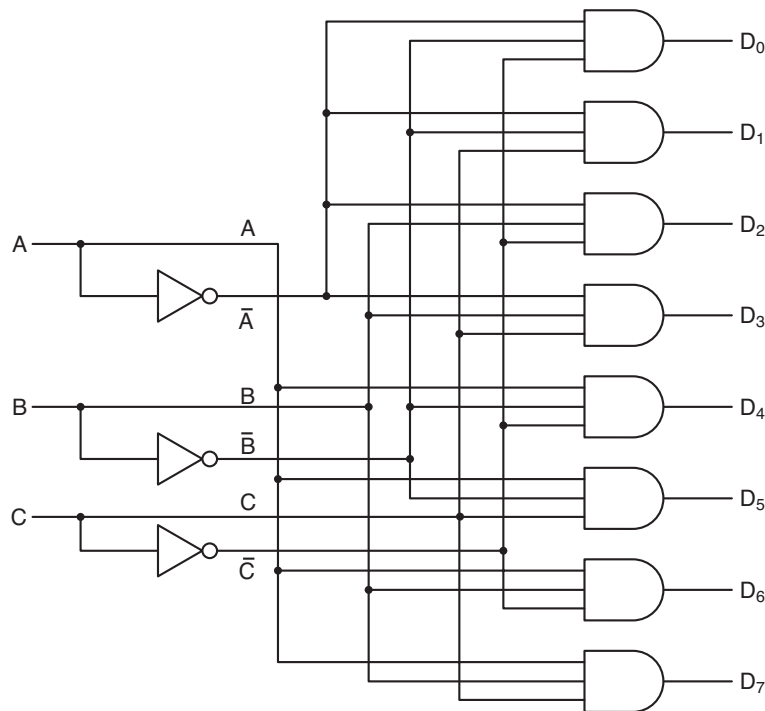 D₀
D₁
A A D₂
Ā
D₃
B B D₄
B̄
C C D₅
C̄
D₆
D₇